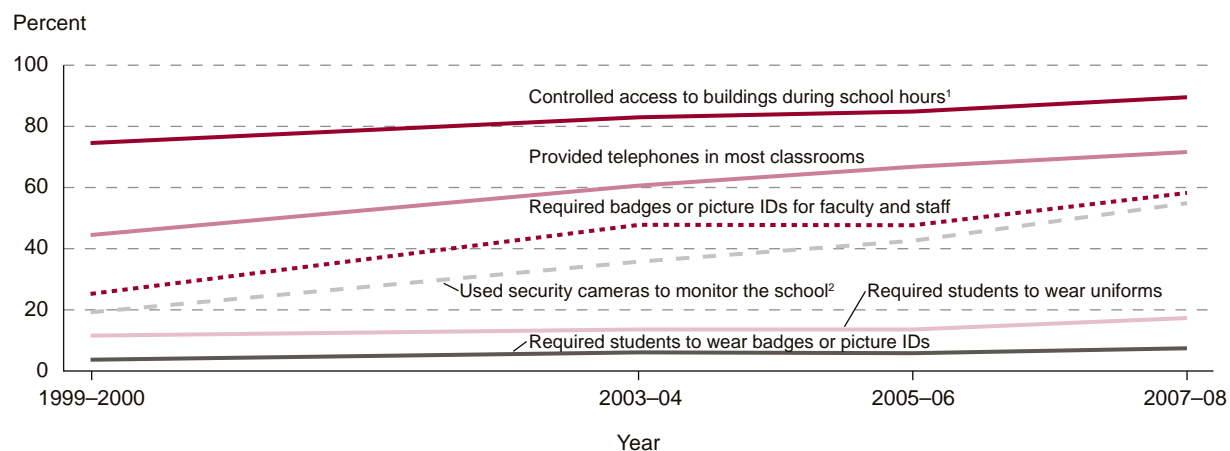 Percent
100
Controlled access to buildings during school hours¹
80
Provided telephones in most classrooms
60
Required badges or picture IDs for faculty and staff
40
Used security cameras to monitor the school² Required students to wear uniforms
20
Required students to wear badges or picture IDs
0
1999–2000 2003–04 2005–06 2007–08
Year